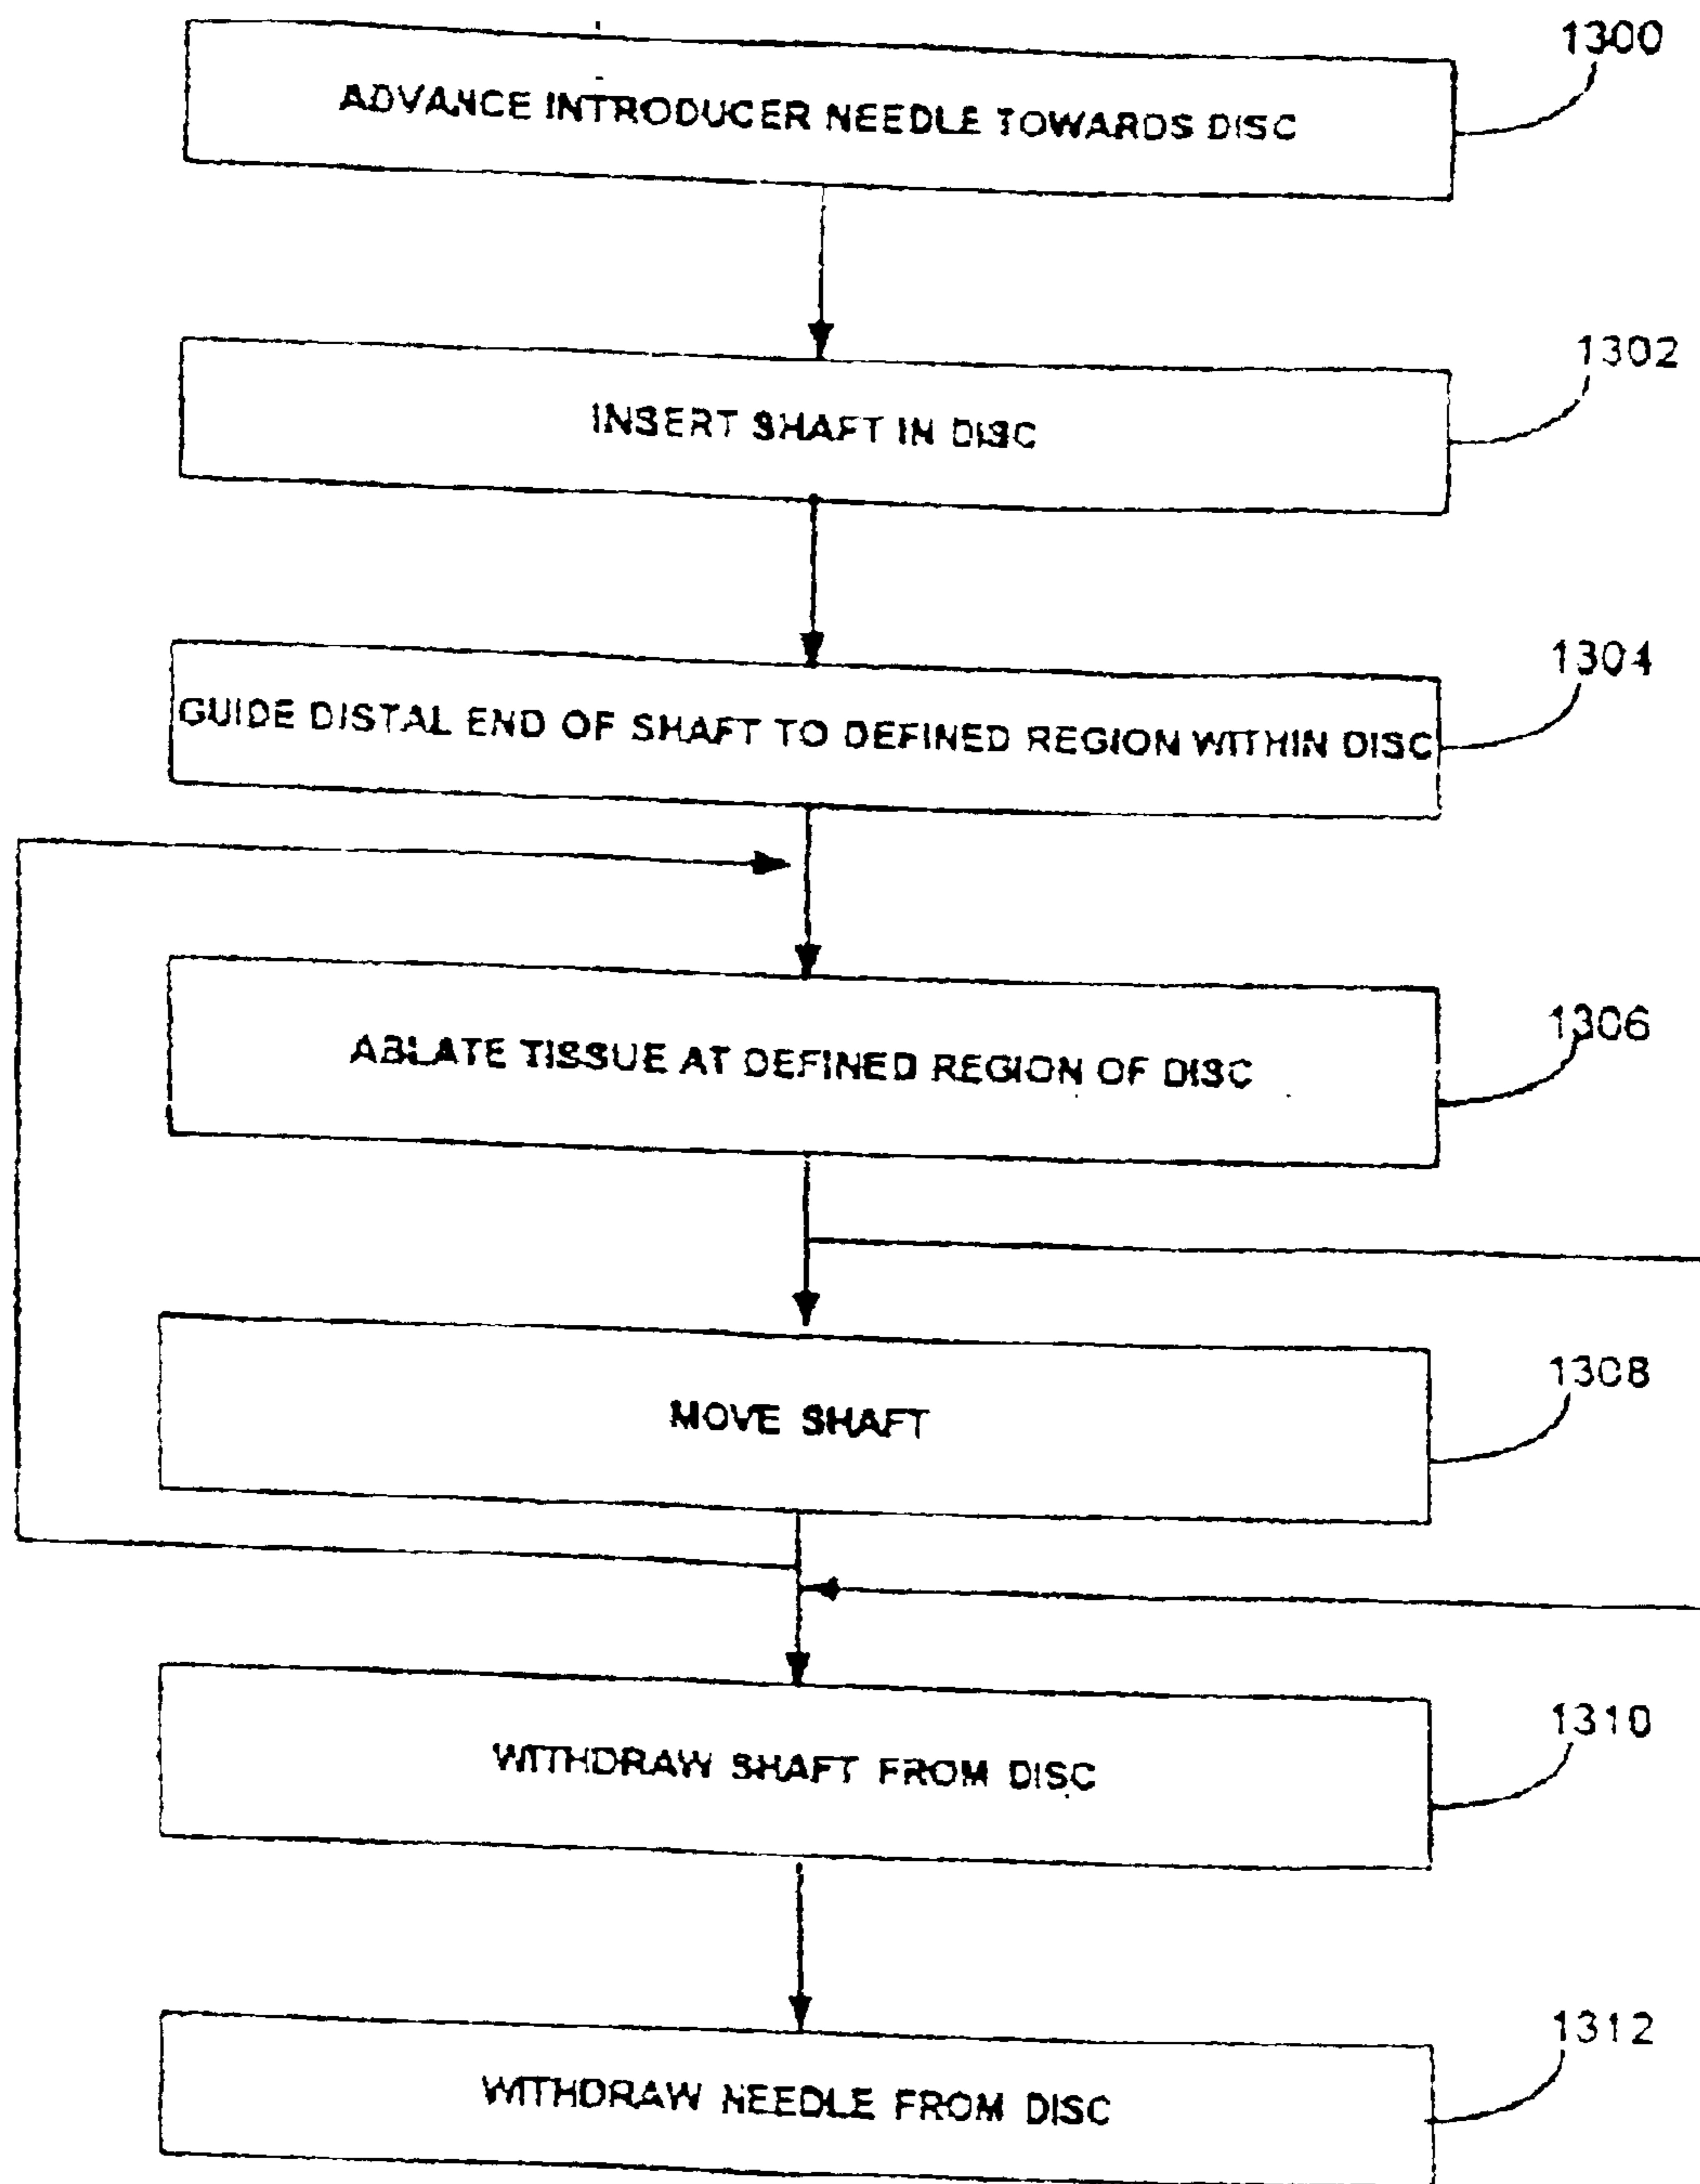 1300
ADVANCE INTRODUCER NEEDLE TOWARDS DISC
1302
INSERT SHAFT IN DISC
1304
GUIDE DISTAL END OF SHAFT TO DEFINED REGION WITHIN DISC
1306
ABLATE TISSUE AT DEFINED REGION OF DISC
1308
MOVE SHAFT
1310
WITHDRAW SHAFT FROM DISC
1312
WITHDRAW NEEDLE FROM DISC